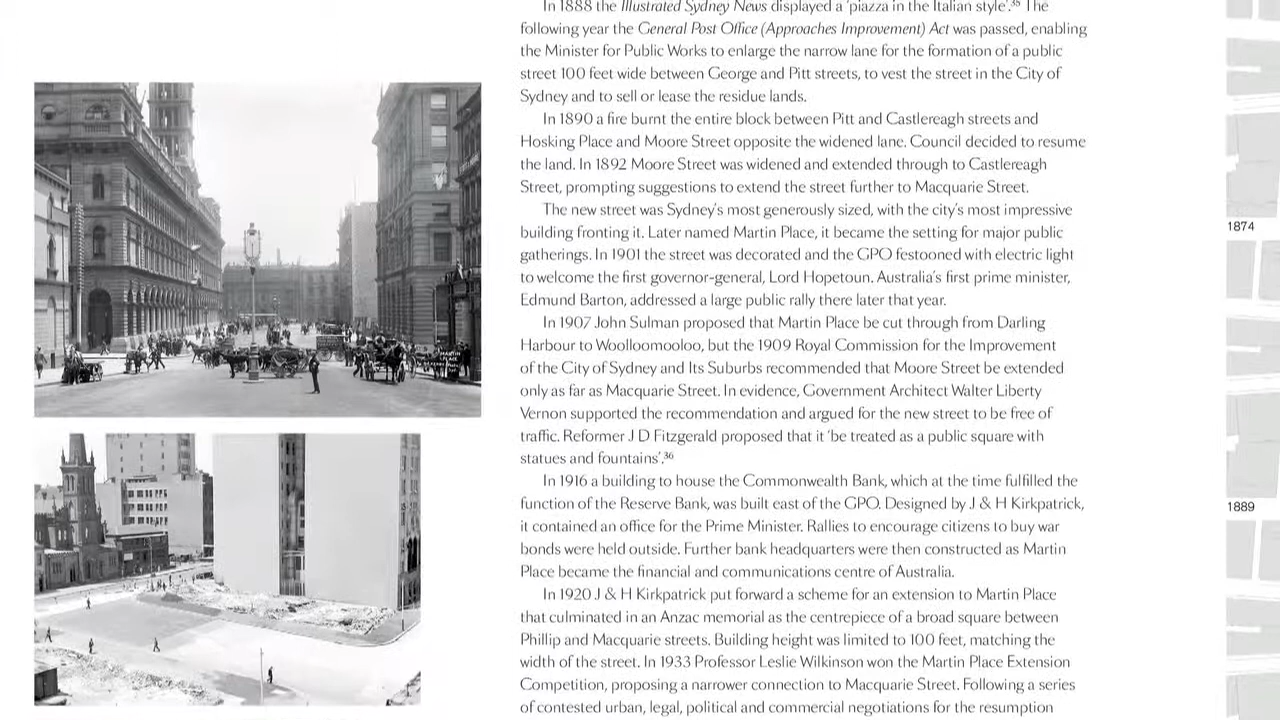 In 1888 the Illustrated Sydney News displayed a 'piazza in the Italian style'.³⁵ The
following year the General Post Office (Approaches Improvement) Act was passed, enabling
the Minister for Public Works to enlarge the narrow lane for the formation of a public
street 100 feet wide between George and Pitt streets, to vest the street in the City of
Sydney and to sell or lease the residue lands.
In 1890 a fire burnt the entire block between Pitt and Castlereagh streets and
Hosking Place and Moore Street opposite the widened lane. Council decided to resume
the land. In 1892 Moore Street was widened and extended through to Castlereagh
Street, prompting suggestions to extend the street further to Macquarie Street.
The new street was Sydney's most generously sized, with the city's most impressive
building fronting it. Later named Martin Place, it became the setting for major public
gatherings. In 1901 the street was decorated and the GPO festooned with electric light
to welcome the first governor-general, Lord Hopetoun. Australia's first prime minister,
Edmund Barton, addressed a large public rally there later that year.
In 1907 John Sulman proposed that Martin Place be cut through from Darling
Harbour to Woolloomooloo, but the 1909 Royal Commission for the Improvement
of the City of Sydney and Its Suburbs recommended that Moore Street be extended
only as far as Macquarie Street. In evidence, Government Architect Walter Liberty
Vernon supported the recommendation and argued for the new street to be free of
traffic. Reformer J D Fitzgerald proposed that it 'be treated as a public square with
statues and fountains'.³⁶
In 1916 a building to house the Commonwealth Bank, which at the time fulfilled the
function of the Reserve Bank, was built east of the GPO. Designed by J & H Kirkpatrick,
it contained an office for the Prime Minister. Rallies to encourage citizens to buy war
bonds were held outside. Further bank headquarters were then constructed as Martin
Place became the financial and communications centre of Australia.
In 1920 J & H Kirkpatrick put forward a scheme for an extension to Martin Place
that culminated in an Anzac memorial as the centrepiece of a broad square between
Phillip and Macquarie streets. Building height was limited to 100 feet, matching the
width of the street. In 1933 Professor Leslie Wilkinson won the Martin Place Extension
Competition, proposing a narrower connection to Macquarie Street. Following a series
of contested urban, legal, political and commercial negotiations for the resumption
MARTIN
PLACE
1874
1889